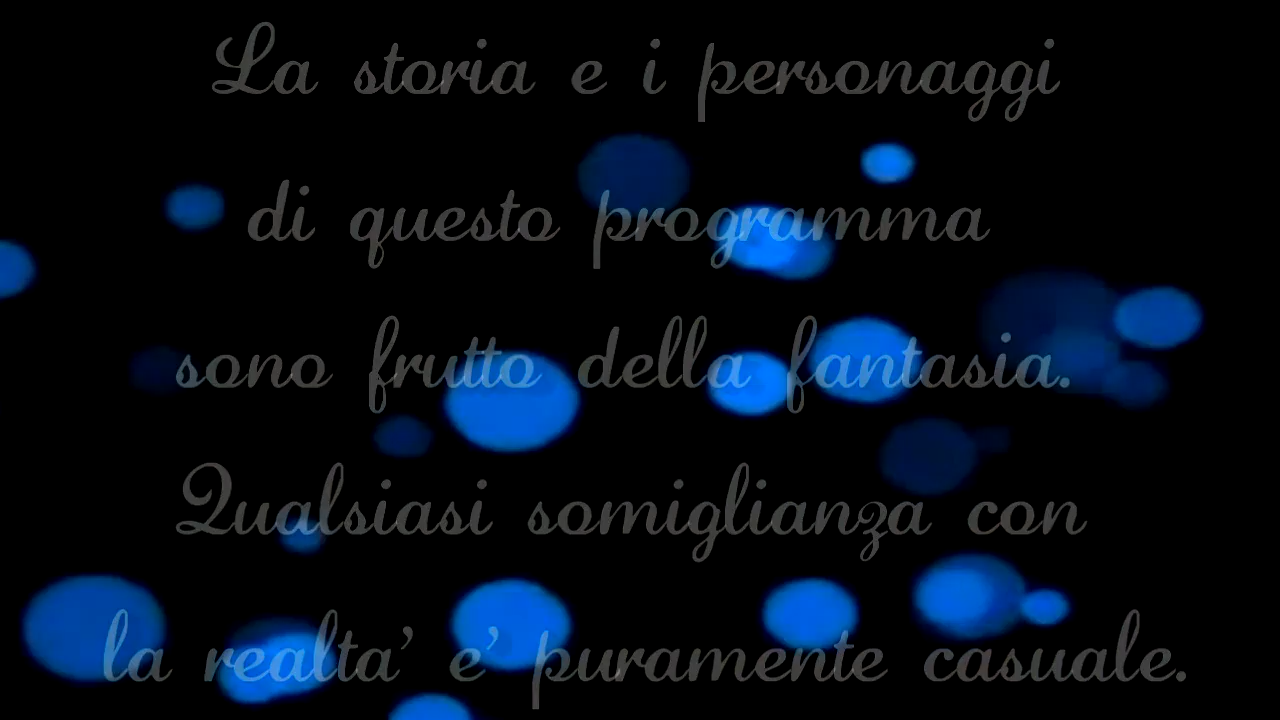 La storia e i personaggi
di questo programma
sono frutto della fantasia.
Qualsiasi somiglianza con
la realta' e' puramente casuale.